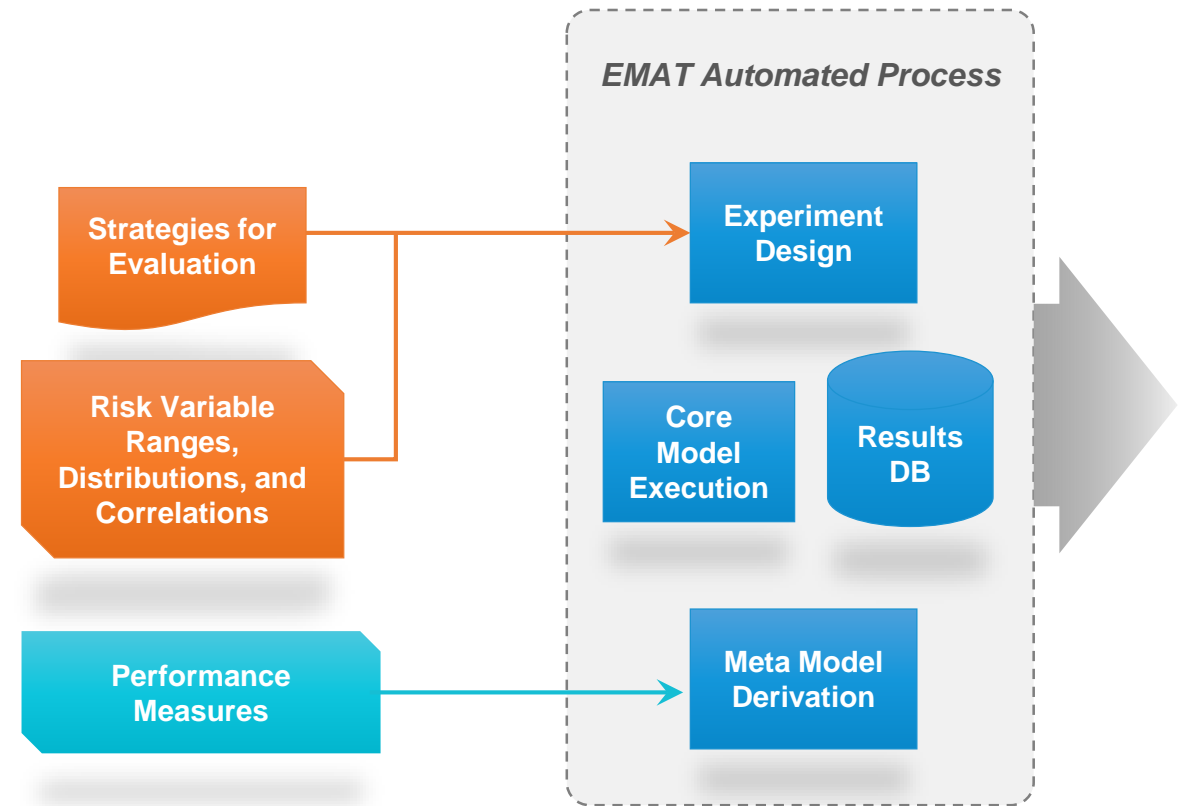 EMAT Automated Process
Strategies for
Evaluation
Experiment
Design
Risk Variable
Ranges,
Distributions, and
Correlations
Core
Model
Execution
Results
DB
Performance
Measures
Meta Model
Derivation